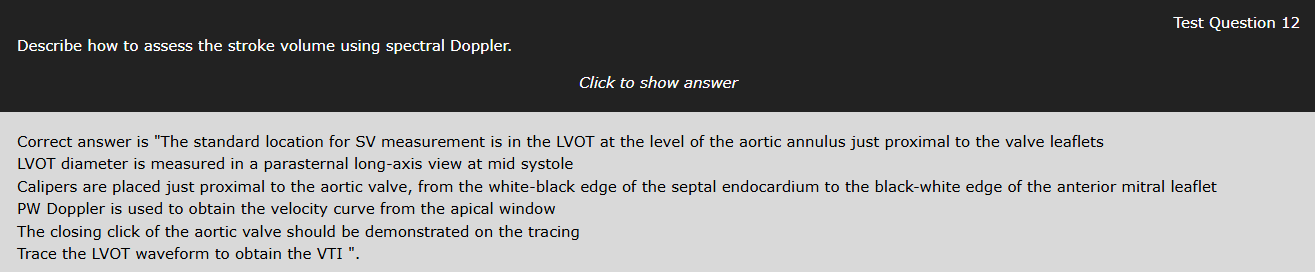 Test Question 12
Describe how to assess the stroke volume using spectral Doppler.
Click to show answer
Correct answer is "The standard location for SV measurement is in the LVOT at the level of the aortic annulus just proximal to the valve leaflets
LVOT diameter is measured in a parasternal long-axis view at mid systole
Calipers are placed just proximal to the aortic valve, from the white-black edge of the septal endocardium to the black-white edge of the anterior mitral leaflet
PW Doppler is used to obtain the velocity curve from the apical window
The closing click of the aortic valve should be demonstrated on the tracing
Trace the LVOT waveform to obtain the VTI ".